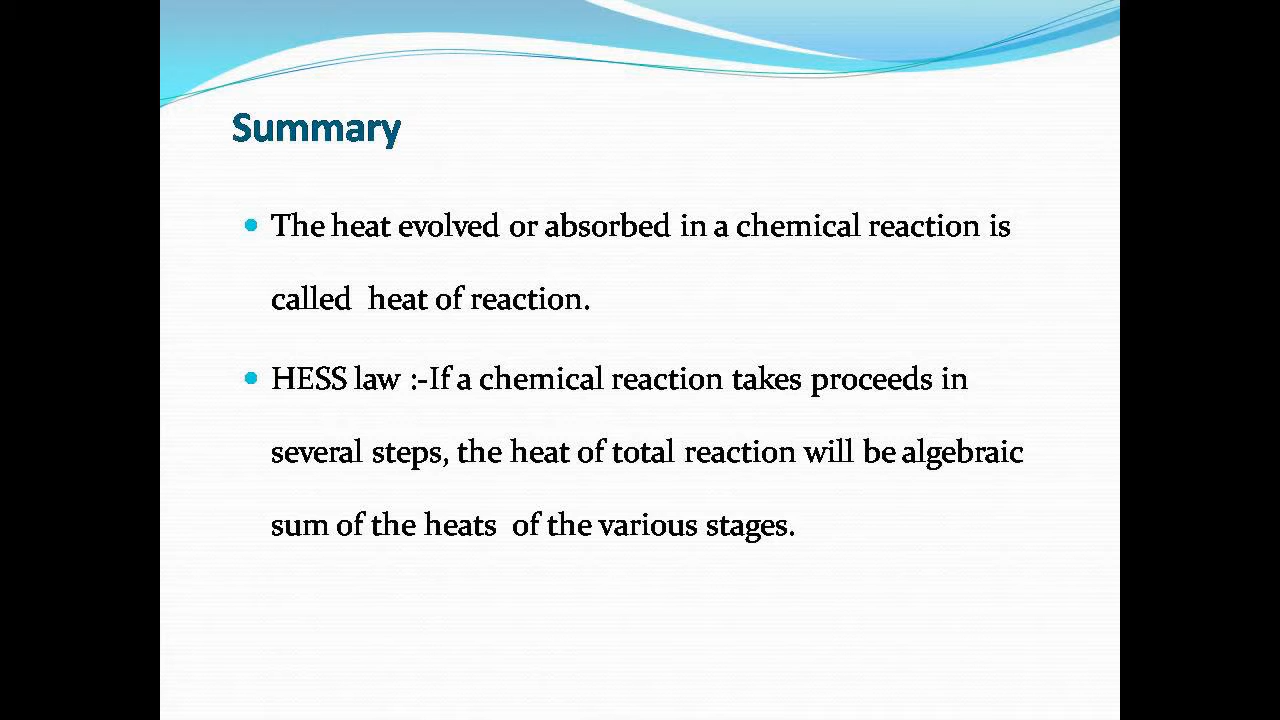 Summary
• The heat evolved or absorbed in a chemical reaction is
called heat of reaction.
• HESS law :-If a chemical reaction takes proceeds in
several steps, the heat of total reaction will be algebraic
sum of the heats of the various stages.